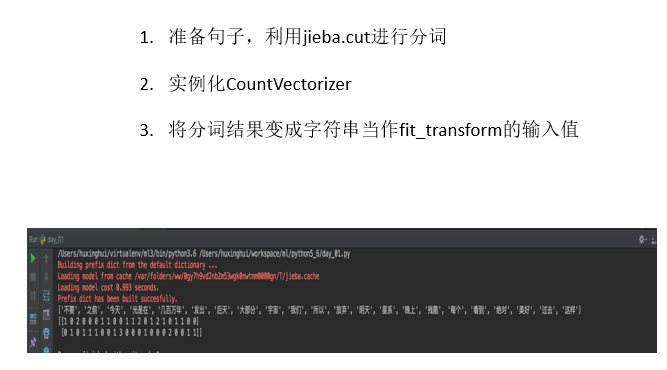 1. 准备句子，利用jieba.cut进行分词
2. 实例化CountVectorizer
3. 将分词结果变成字符串当作fit_transform的输入值
Run day_01
/Users/huxinghui/virtualenv/ml3/bin/python3.6 /Users/huxinghui/workspace/ml/python5_6/day_01.py
Building prefix dict from the default dictionary ...
Loading model from cache /var/folders/ww/0gy7h9vd2nb2m53wgk0nwtmm0000gn/T/jieba.cache
Loading model cost 0.993 seconds.
Prefix dict has been built succesfully.
['不要', '之前', '今天', '光是在', '几百万年', '发出', '后天', '大部分', '宇宙', '我们', '所以', '放弃', '明天', '星系', '晚上', '残酷', '每个', '看到', '绝对', '美好', '过去', '这样']
[[1 0 2 0 0 0 1 1 0 0 1 1 2 0 1 2 1 0 1 1 0 0]
[0 1 0 1 1 1 0 0 1 3 0 0 0 1 0 0 0 2 0 0 1 1]]